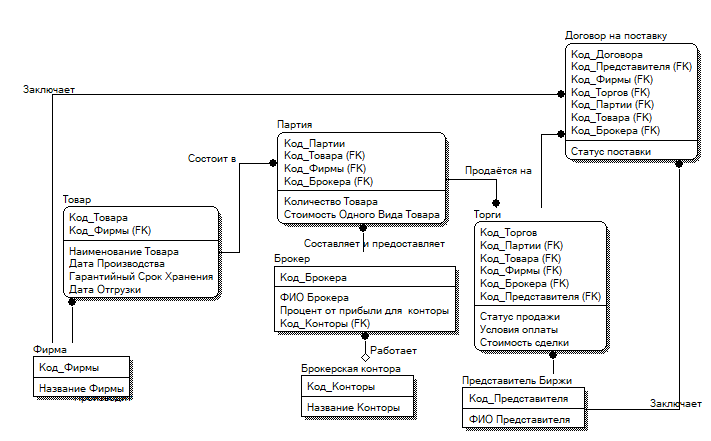 Договор на поставку
Код_Договора
Код_Представителя (FK)
Код_Фирмы (FK)
Код_Торгов (FK)
Код_Партии (FK)
Код_Товара (FK)
Код_Брокера (FK)
Статус поставки
Заключает
Партия
Код_Партии
Код_Товара (FK)
Код_Фирмы (FK)
Код_Брокера (FK)
Количество Товара
Стоимость Одного Вида Товара
Состоит в
Продаётся на
Товар
Код_Товара
Код_Фирмы (FK)
Наименование Товара
Дата Производства
Гарантийный Срок Хранения
Дата Отгрузки
Торги
Код_Торгов
Код_Партии (FK)
Код_Товара (FK)
Код_Фирмы (FK)
Код_Брокера (FK)
Код_Представителя (FK)
Статус продажи
Условия оплаты
Стоимость сделки
Составляет и предоставляет
Брокер
Код_Брокера
ФИО Брокера
Процент от прибыли для конторы
Код_Конторы (FK)
Работает
Фирма
Код_Фирмы
Название Фирмы
Брокерская контора
Код_Конторы
Название Конторы
Представитель Биржи
Код_Представителя
ФИО Представителя
Заключает